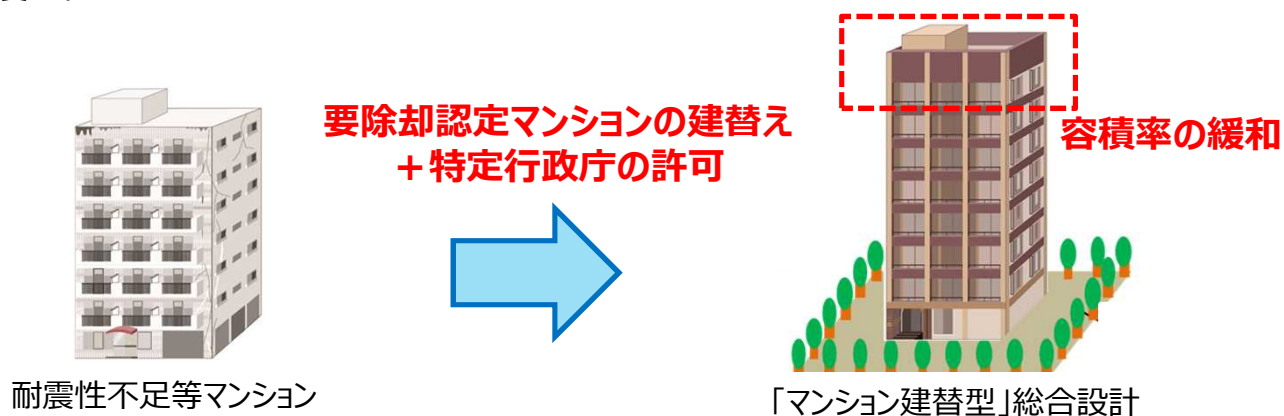 要除却認定マンションの建替え
＋特定行政庁の許可
容積率の緩和
耐震性不足等マンション
「マンション建替型」総合設計